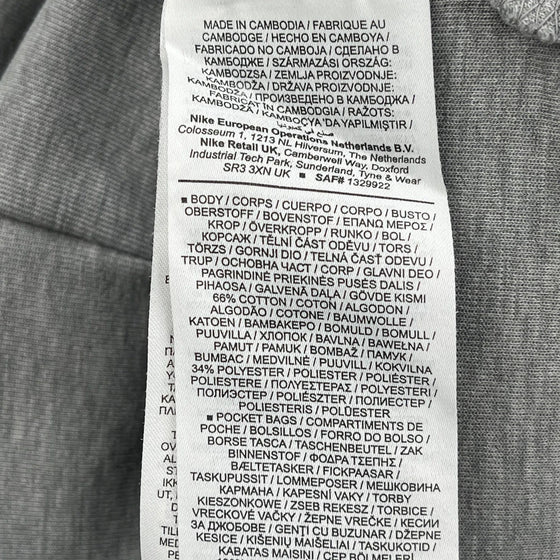 MADE IN CAMBODIA / FABRIQUE AU
CAMBODGE / HECHO EN CAMBOYA /
FABRICADO NO CAMBOJA / СДЕЛАНО В
КАМБОДЖЕ / SZÁRMAZÁSI ORSZÁG:
KAMBODZSA / ZEMLJA PROIZVODNJE:
KAMBODŽA / DRŽAVA PROIZVODNJE:
KAMBODŽA / ПРОИЗВЕДЕНО В КАМБОДЖА /
FABRICAT ÎN CAMBODGIA / RAŽOTS:
KAMBODŽĀ / KAMBOÇYA'DA YAPILMIŞTIR /
صنع في كمبوديا
Nike European Operations Netherlands B.V.
Colosseum 1, 1213 NL Hilversum, The Netherlands
Nike Retail UK, Camberwell Way, Doxford
Industrial Tech Park, Sunderland, Tyne & Wear
SR3 3XN UK ■ SAF# 1329922
■ BODY / CORPS / CUERPO / CORPO / BUSTO /
OBERSTOFF / BOVENSTOF / ΕΠΑΝΩ ΜΕΡΟΣ /
KROP / ÖVERKROPP / RUNKO / BOL /
КОРСАЖ / TĚLNÍ ČÁST ODĚVU / TORS /
TÖRZS / GORNJI DIO / TELNÁ ČASŤ ODEVU /
TRUP / ОСНОВНА ЧАСТ / CORP / GLAVNI DEO /
PAGRINDINĖ PRIEKINĖS PUSĖS DALIS /
PIHAOSA / GALVENĀ DAĻA / GÖVDE KISMI
66% COTTON / COTON / ALGODON /
ALGODÃO / COTONE / BAUMWOLLE /
KATOEN / ΒΑΜΒΑΚΕΡΟ / BOMULD / BOMULL /
PUUVILLA / ХЛОПОК / BAVLNA / BAWEŁNA /
PAMUT / PAMUK / BOMBAŽ / ПАМУК /
BUMBAC / MEDVILNĖ / PUUVILL / KOKVILNA
34% POLYESTER / POLIESTER / POLIÉSTER /
POLIESTERE / ΠΟΛΥΕΣΤΕΡΑΣ / POLYESTERI /
ПОЛИЭСТЕР / POLIÉSZTER / ПОЛИЕСТЕР /
POLIESTERIS / POLÜESTER
■ POCKET BAGS / COMPARTIMENTS DE
POCHE / BOLSILLOS / FORRO DO BOLSO /
BORSE TASCA / TASCHENBEUTEL / ZAK
BINNENSTOF / ΦΟΔΡΑ ΤΣΕΠΗΣ /
BÆLTETASKER / FICKPAASAR /
TASKUPUSSIT / LOMMEPOSER / МЕШКОВИНА
КАРМАНА / KAPESNÍ VAKY / TORBY
KIESZONKOWE / ZSEB REKESZ / TORBICE /
VRECKOVÉ VAČKY / ŽEPNE VREČKE / КЕСИИ
ЗА ДЖОБОВЕ / GENŢI CU BUZUNAR / DŽEPNE
KESICE / KIŠENIŲ MAIŠELIAI / TASKUKOTID /
KABATAS MAISIŅI / CEP BÖLMELERİ